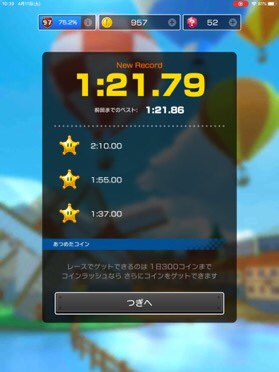 97 75.2% 957 52
New Record
1:21.79
前回までのベスト: 1:21.86
2:10.00
1:55.00
1:37.00
あつめたコイン
レースでゲットできるのは 1日300コインまで
コインラッシュなら さらにコインをゲットできます
つぎへ